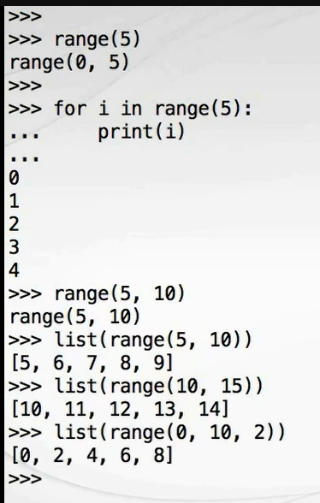 >>>
>>> range(5)
range(0, 5)
>>>
>>> for i in range(5):
...     print(i)
...
0
1
2
3
4
>>> range(5, 10)
range(5, 10)
>>> list(range(5, 10))
[5, 6, 7, 8, 9]
>>> list(range(10, 15))
[10, 11, 12, 13, 14]
>>> list(range(0, 10, 2))
[0, 2, 4, 6, 8]
>>>